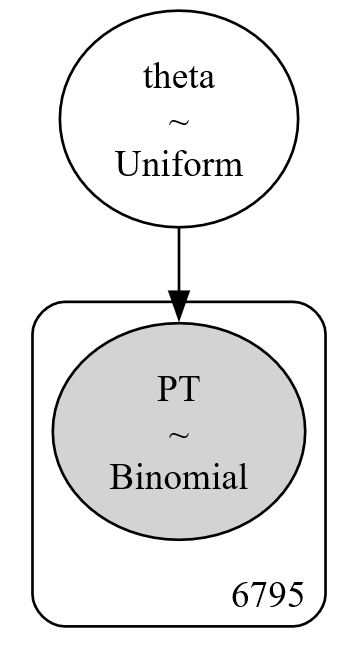 theta
~
Uniform
PT
~
Binomial
6795